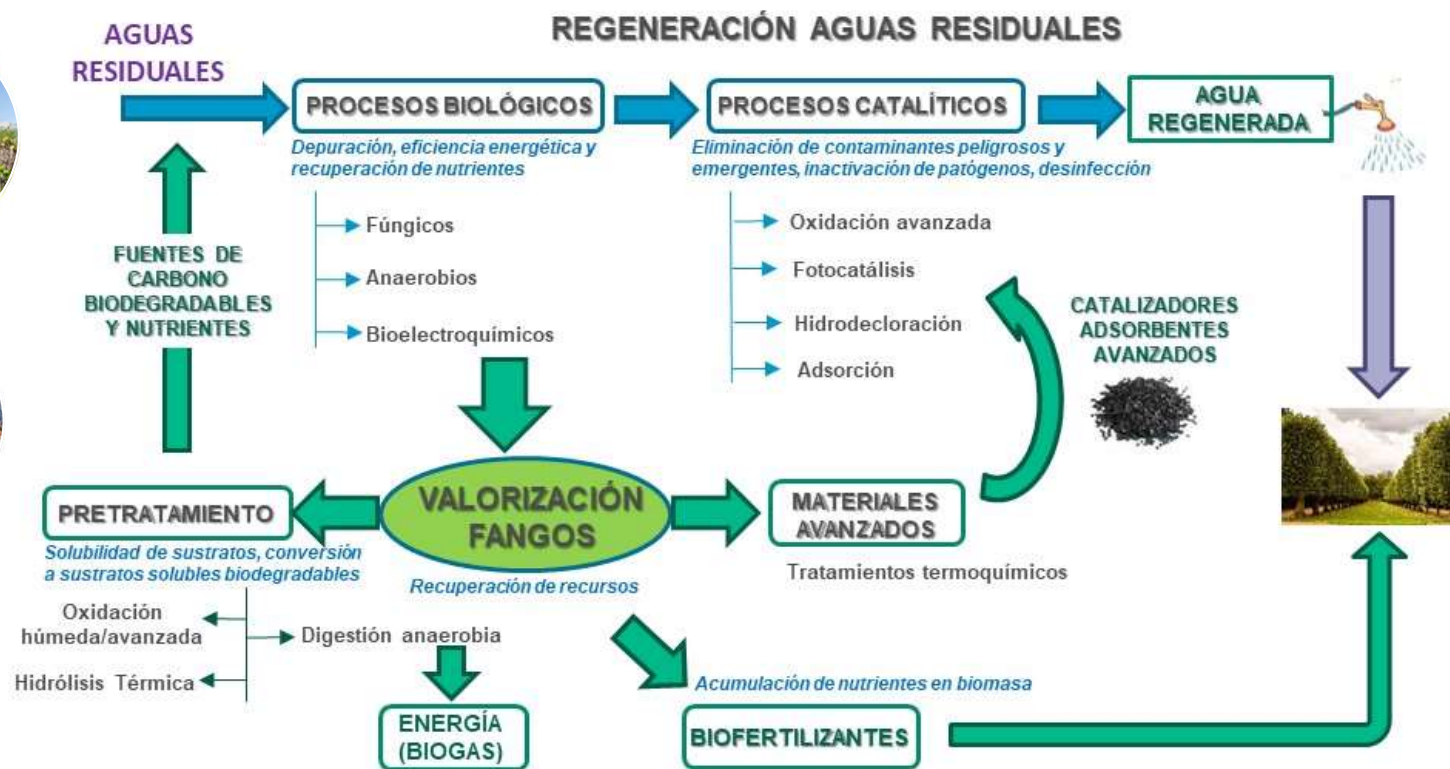 REGENERACIÓN AGUAS RESIDUALES
AGUAS
RESIDUALES
PROCESOS BIOLÓGICOS
Depuración, eficiencia energética y
recuperación de nutrientes
Fúngicos
Anaerobios
Bioelectroquímicos
PROCESOS CATALÍTICOS
Eliminación de contaminantes peligrosos y
emergentes, inactivación de patógenos, desinfección
Oxidación avanzada
Fotocatálisis
Hidrodecloración
Adsorción
AGUA
REGENERADA
FUENTES DE
CARBONO
BIODEGRADABLES
Y NUTRIENTES
CATALIZADORES
ADSORBENTES
AVANZADOS
PRETRATAMIENTO
Solubilidad de sustratos, conversión
a sustratos solubles biodegradables
Oxidación
húmeda/avanzada
Hidrólisis Térmica
Digestión anaerobia
VALORIZACIÓN
FANGOS
Recuperación de recursos
MATERIALES
AVANZADOS
Tratamientos termoquímicos
ENERGÍA
(BIOGAS)
Acumulación de nutrientes en biomasa
BIOFERTILIZANTES